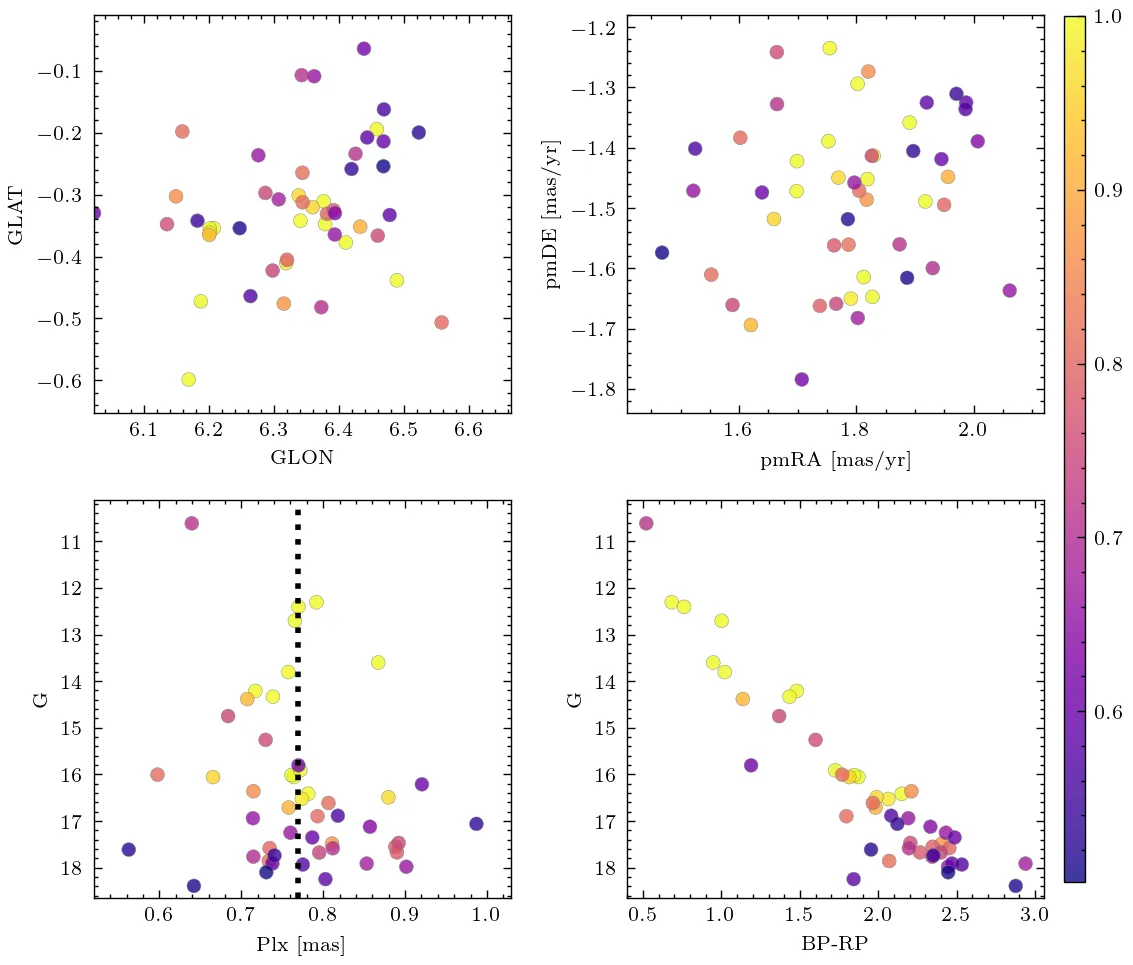 −0.1
−0.2
−0.3
−0.4
−0.5
−0.6
GLAT
6.1 6.2 6.3 6.4 6.5 6.6
GLON
−1.2
−1.3
−1.4
−1.5
−1.6
−1.7
−1.8
pmDE [mas/yr]
1.6 1.8 2.0
pmRA [mas/yr]
1.0
0.9
0.8
0.7
0.6
11
12
13
14
15
16
17
18
G
0.6 0.7 0.8 0.9 1.0
Plx [mas]
11
12
13
14
15
16
17
18
G
0.5 1.0 1.5 2.0 2.5 3.0
BP-RP